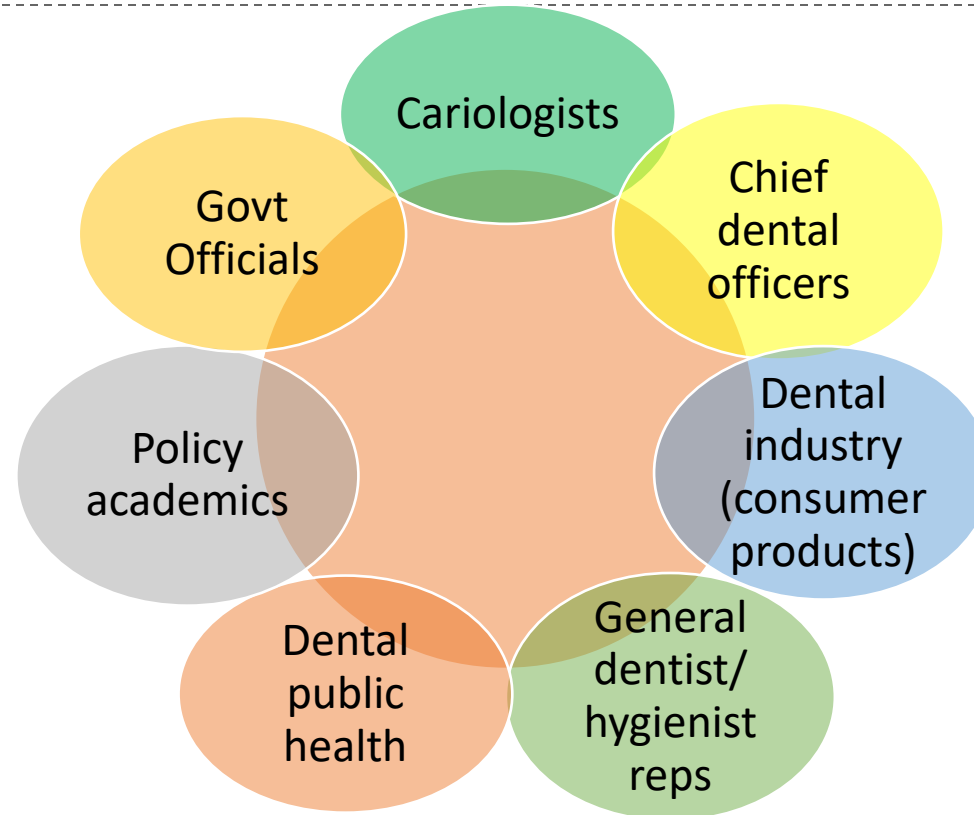 Cariologists
Chief
dental
officers
Dental
industry
(consumer
products)
General
dentist/
hygienist
reps
Dental
public
health
Policy
academics
Govt
Officials